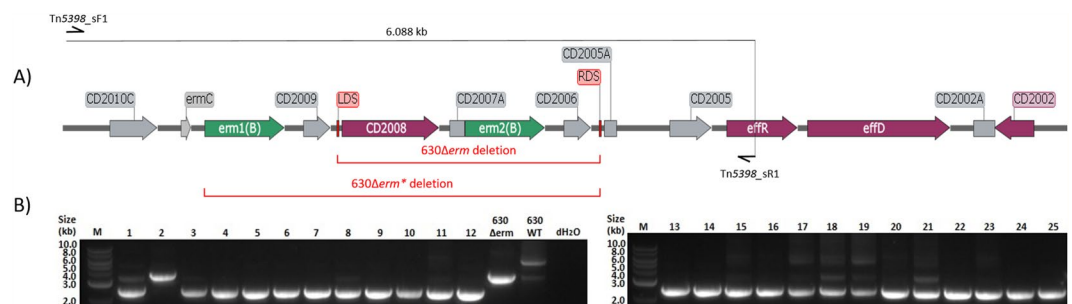 Tn5398_sF1
6.088 kb
A)
CD2005A
RDS
CD2010C ermC CD2009 LDS CD2007A CD2006 CD2005 CD2002A CD2002
erm1(B) CD2008 erm2(B) effR effD
630Δerm deletion
Tn5398_sR1
630Δerm* deletion
B)
Size (kb) M 1 2 3 4 5 6 7 8 9 10 11 12 630 Δerm 630 WT dH2O
10.0
8.0
6.0
5.0
4.0
3.0
2.0
Size (kb) M 13 14 15 16 17 18 19 20 21 22 23 24 25
10.0
8.0
6.0
5.0
4.0
3.0
2.0